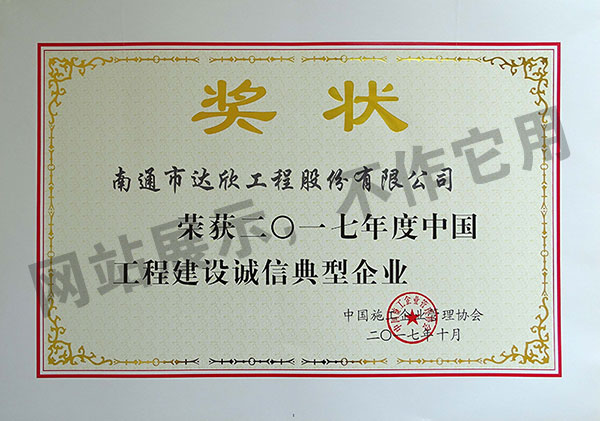 奖状
南通市达欣工程股份有限公司
荣获二〇一七年度中国
工程建设诚信典型企业
中国施工企业管理协会
二〇一七年十月
网站展示，不作它用